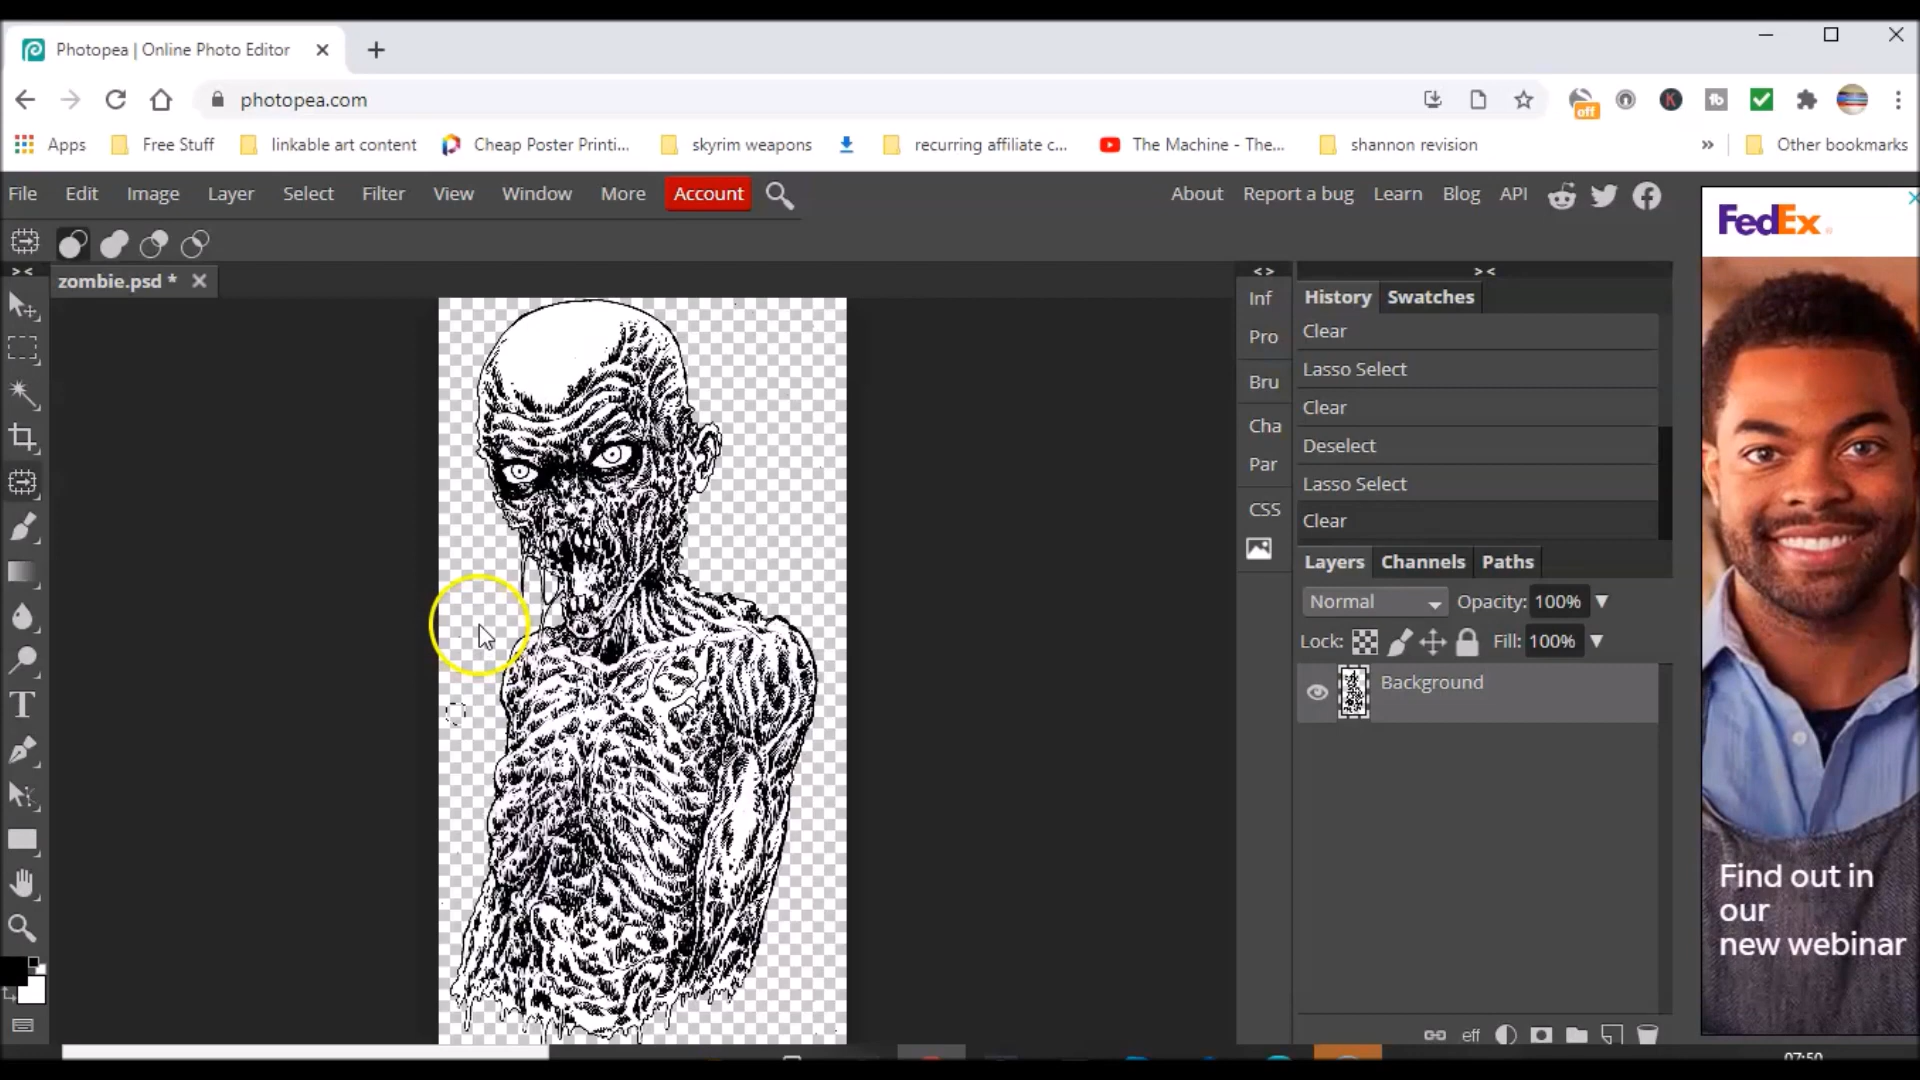 Photopea | Online Photo Editor
photopea.com
off
K
Apps
Free Stuff
linkable art content
Cheap Poster Printi...
skyrim weapons
recurring affiliate c...
The Machine - The...
shannon revision
»
Other bookmarks
File Edit Image Layer Select Filter View Window More Account
About Report a bug Learn Blog API
zombie.psd *
> <
< >
> <
Inf
Pro
Bru
Cha
Par
CSS
History Swatches
Clear
Lasso Select
Clear
Deselect
Lasso Select
Clear
Layers Channels Paths
Normal Opacity: 100%
Lock: Fill: 100%
Background
eff
FedEx
Find out in
our
new webinar
07:50